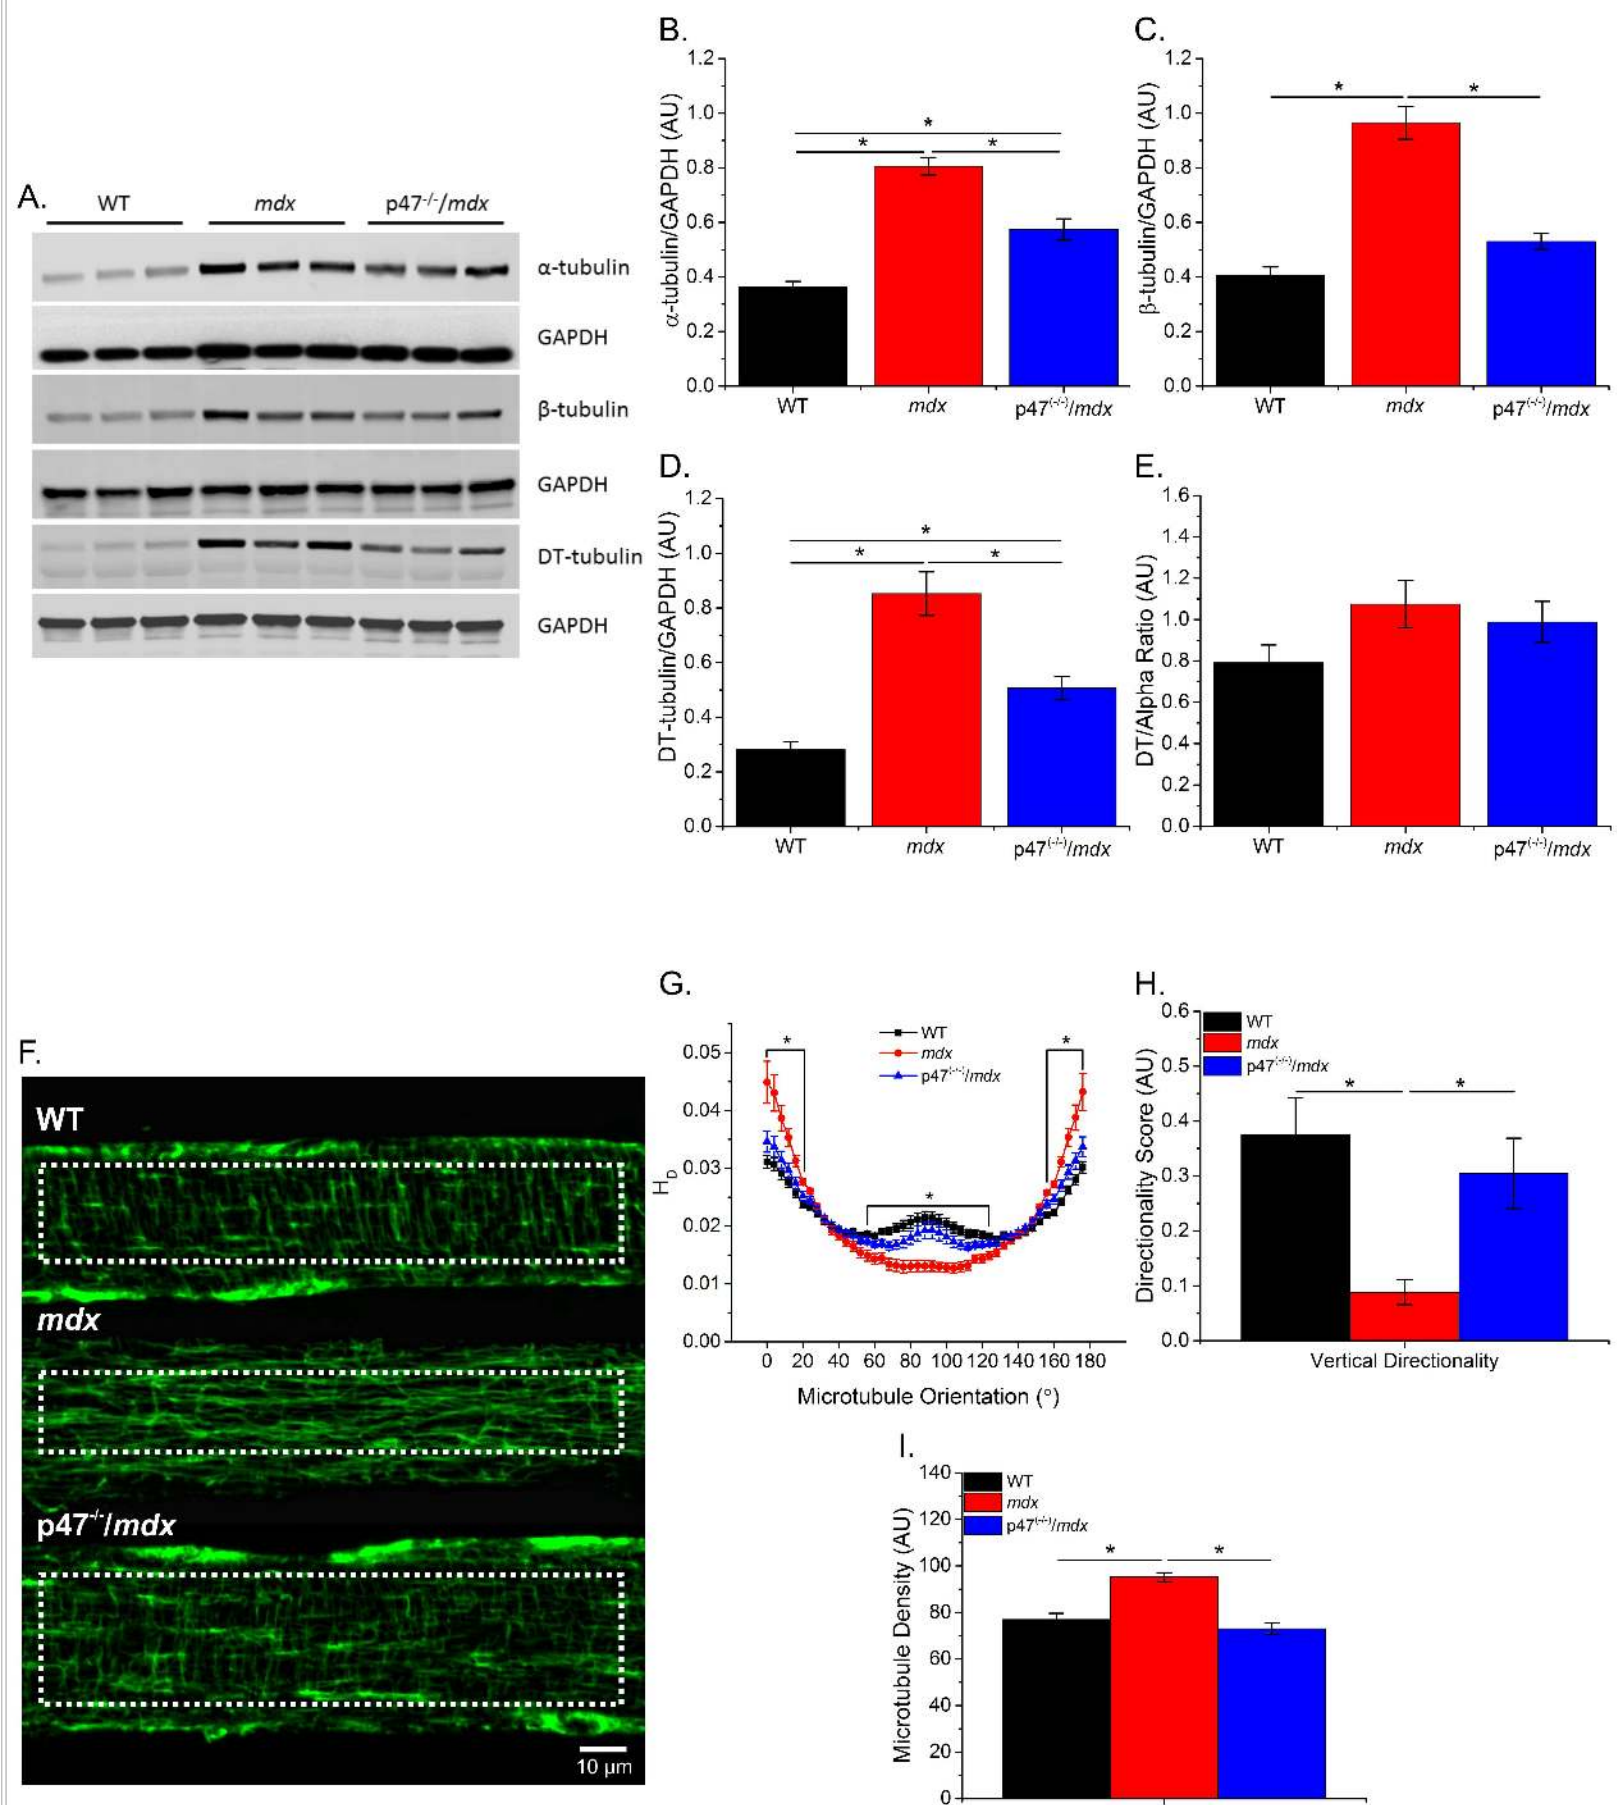 A.
WT mdx p47-/-/mdx
α-tubulin
GAPDH
β-tubulin
GAPDH
DT-tubulin
GAPDH
B.
α-tubulin/GAPDH (AU)
1.2
1.0
0.8
0.6
0.4
0.2
0.0
* * *
WT mdx p47(-/-)/mdx
C.
β-tubulin/GAPDH (AU)
1.2
1.0
0.8
0.6
0.4
0.2
0.0
* *
WT mdx p47(-/-)/mdx
D.
DT-tubulin/GAPDH (AU)
1.2
1.0
0.8
0.6
0.4
0.2
0.0
* * *
WT mdx p47(-/-)/mdx
E.
DT/Alpha Ratio (AU)
1.6
1.4
1.2
1.0
0.8
0.6
0.4
0.2
0.0
WT mdx p47(-/-)/mdx
F.
WT
mdx
p47-/-/mdx
10 µm
G.
HD
0.05
0.04
0.03
0.02
0.01
0.00
WT
mdx
p47(-/-)/mdx
* * *
0 20 40 60 80 100 120 140 160 180
Microtubule Orientation (°)
H.
Directionality Score (AU)
0.6
0.5
0.4
0.3
0.2
0.1
0.0
WT
mdx
p47(-/-)/mdx
* *
Vertical Directionality
I.
Microtubule Density (AU)
140
120
100
80
60
40
20
0
WT
mdx
p47(-/-)/mdx
* *